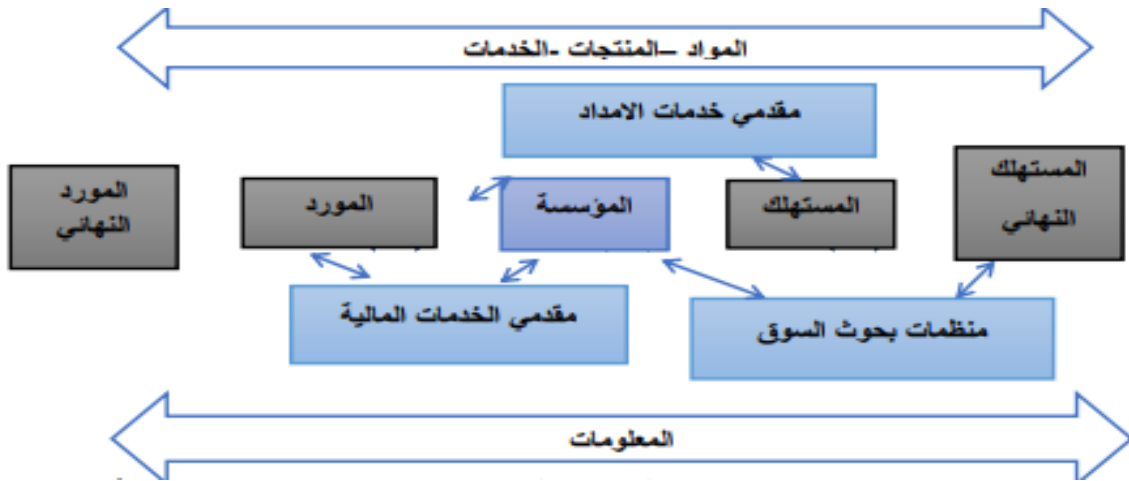 المواد –المنتجات -الخدمات
مقدمي خدمات الامداد
المستهلك
النهائي
المستهلك
المؤسسة
المورد
المورد
النهائي
منظمات بحوث السوق
مقدمي الخدمات المالية
المعلومات